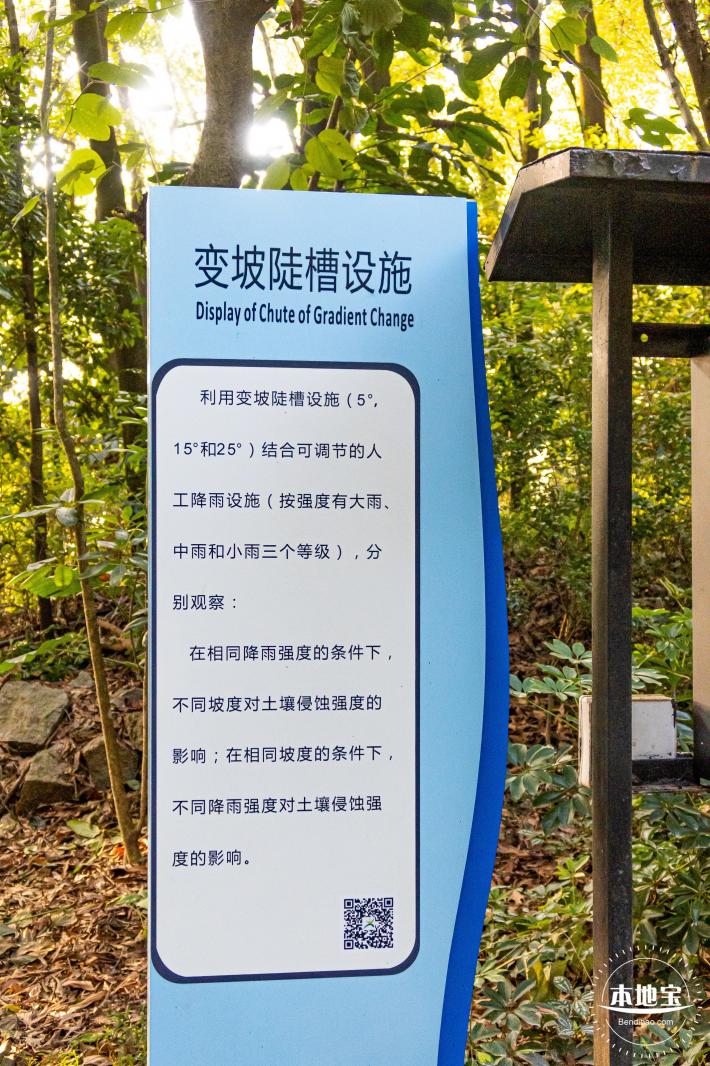 变坡陡槽设施
Display of Chute of Gradient Change
利用变坡陡槽设施（5°,
15°和25°）结合可调节的人
工降雨设施（按强度有大雨、
中雨和小雨三个等级），分
别观察：
在相同降雨强度的条件下，
不同坡度对土壤侵蚀强度的
影响；在相同坡度的条件下，
不同降雨强度对土壤侵蚀强
度的影响。
本地宝
Bendibao.com